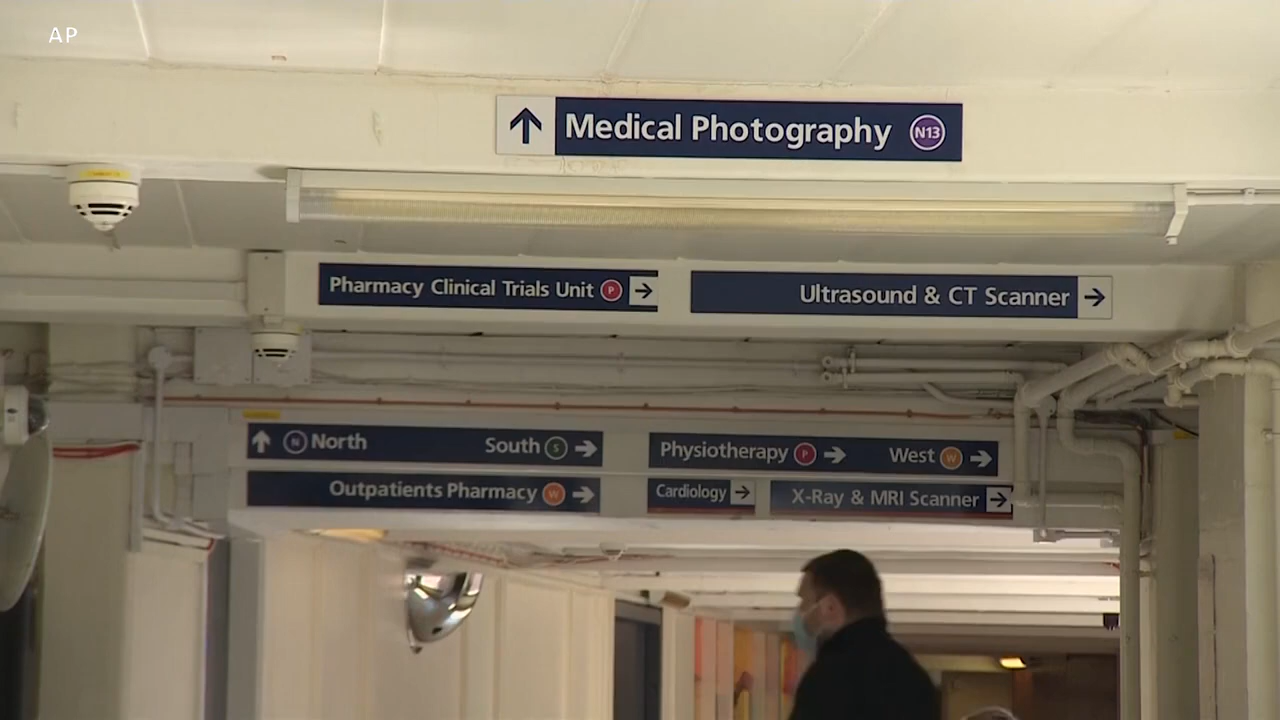 AP
Medical Photography N13
Pharmacy Clinical Trials Unit P
Ultrasound & CT Scanner
N North South S
Physiotherapy P West W
Outpatients Pharmacy W
Cardiology
X-Ray & MRI Scanner